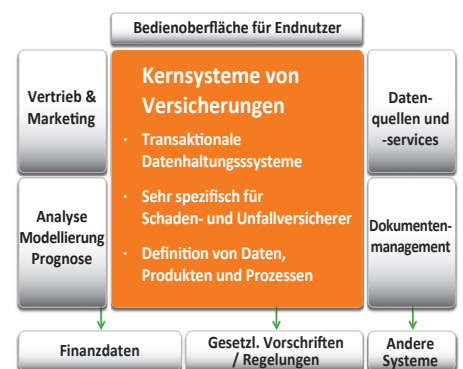 Bedienoberfläche für Endnutzer
Vertrieb &
Marketing
Kernsysteme von
Versicherungen
· Transaktionale
Datenhaltungsssysteme
· Sehr spezifisch für
Schaden- und Unfallversicherer
· Definition von Daten,
Produkten und Prozessen
Daten-
quellen und
-services
Analyse
Modellierung
Prognose
Dokumenten-
management
Finanzdaten
Gesetzl. Vorschriften
/ Regelungen
Andere
Systeme